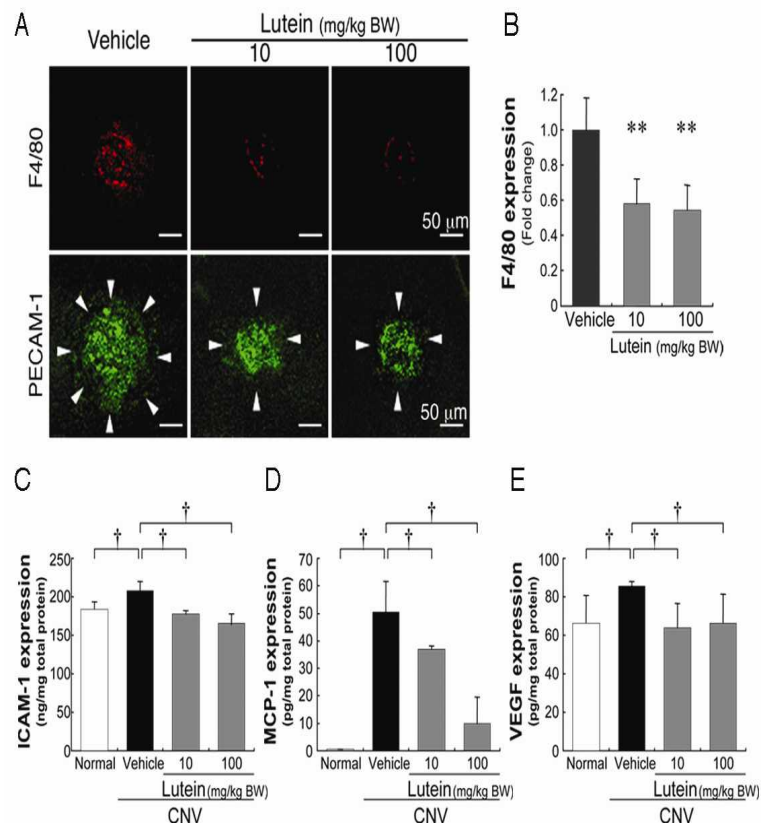 A
Lutein (mg/kg BW)
Vehicle
10
100
F4/80
50 µm
PECAM-1
50 µm
B
F4/80 expression
(Fold change)
1.2
1.0
0.8
0.6
0.4
0.2
0
**
**
Vehicle
10
100
Lutein (mg/kg BW)
C
ICAM-1 expression
(ng/mg total protein)
250
200
150
100
50
0
†
†
†
Normal
Vehicle
10
100
Lutein(mg/kg BW)
CNV
D
MCP-1 expression
(pg/mg total protein)
70
60
50
40
30
20
10
0
†
†
†
Normal
Vehicle
10
100
Lutein(mg/kg BW)
CNV
E
VEGF expression
(pg/mg total protein)
100
80
60
40
20
0
†
†
†
Normal
Vehicle
10
100
Lutein(mg/kg BW)
CNV